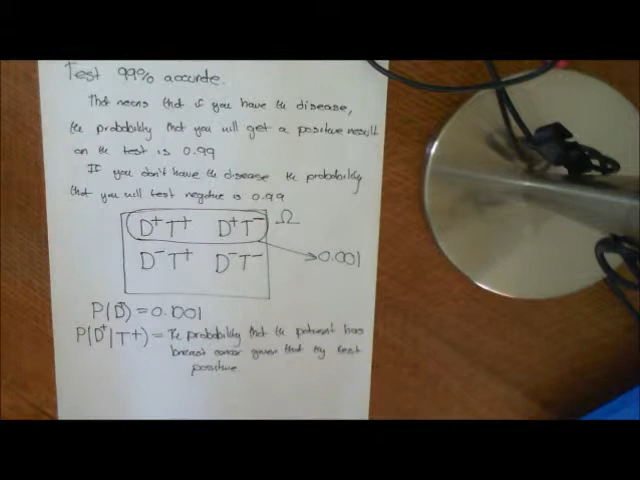 Test 99% accurate.
That means that if you have the disease,
the probability that you will get a positive result
on the test is 0.99
If you don't have the disease the probability
that you will test negative is 0.99
D⁺T⁺ D⁺T⁻ Ω
D⁻T⁺ D⁻T⁻ 0.001
P(D⁺) = 0.001
P(D⁺|T+) = The probability that the patient has
breast cancer given that they test
positive.